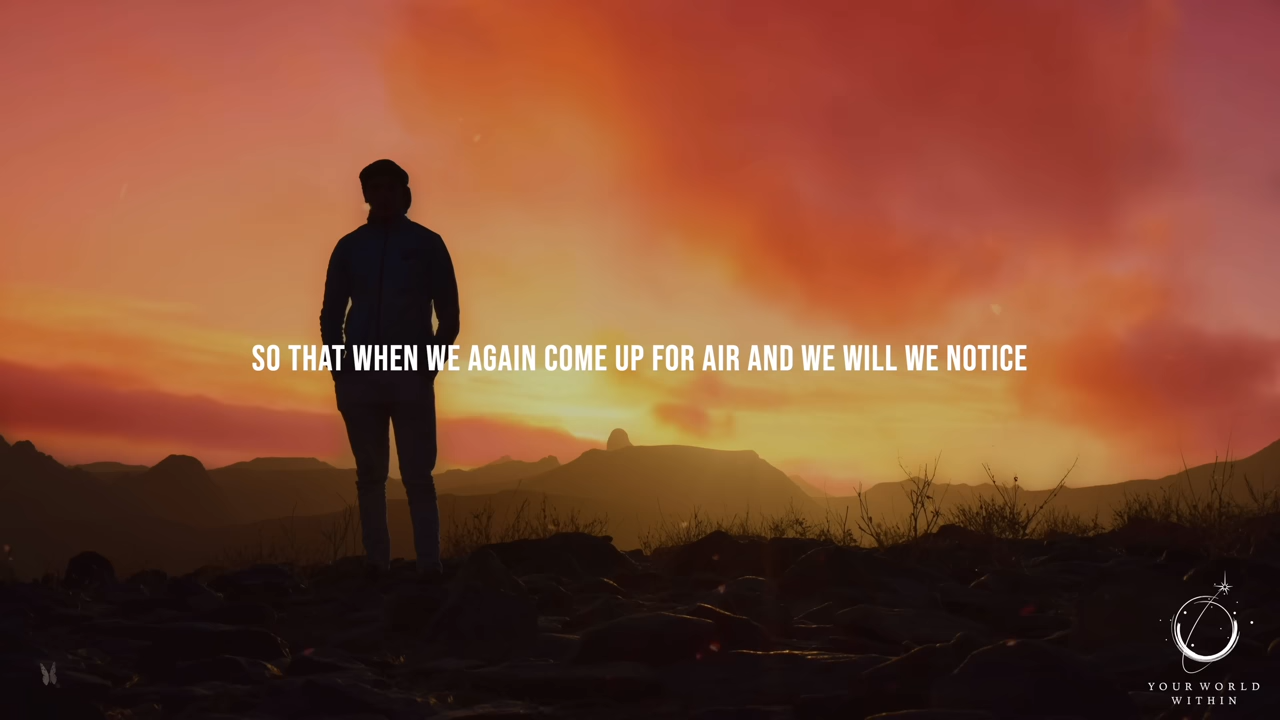 SO THAT WHEN WE AGAIN COME UP FOR AIR AND WE WILL WE NOTICE
YOUR WORLD
WITHIN